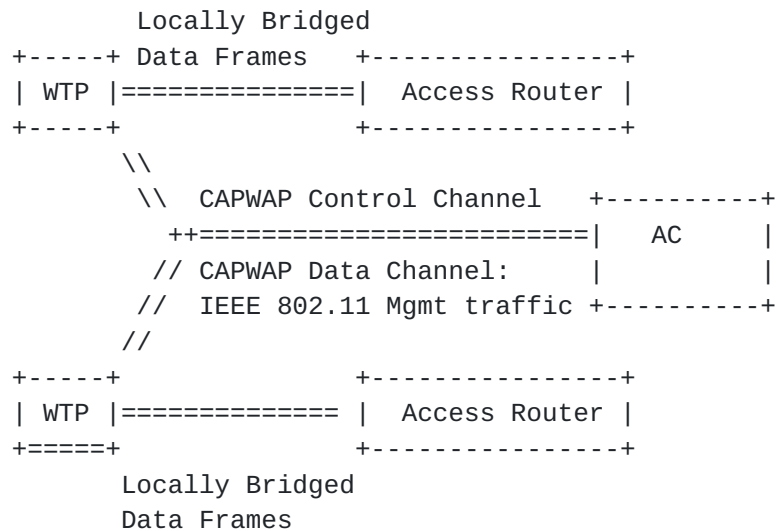 Locally Bridged
+-----+ Data Frames   +----------------+
| WTP |===============|  Access Router |
+-----+               +----------------+
       \\
        \\  CAPWAP Control Channel   +----------+
          ++=========================|   AC     |
         // CAPWAP Data Channel:     |          |
        //  IEEE 802.11 Mgmt traffic +----------+
       //
+-----+               +----------------+
| WTP |============== |  Access Router |
+=====+               +----------------+
       Locally Bridged
       Data Frames